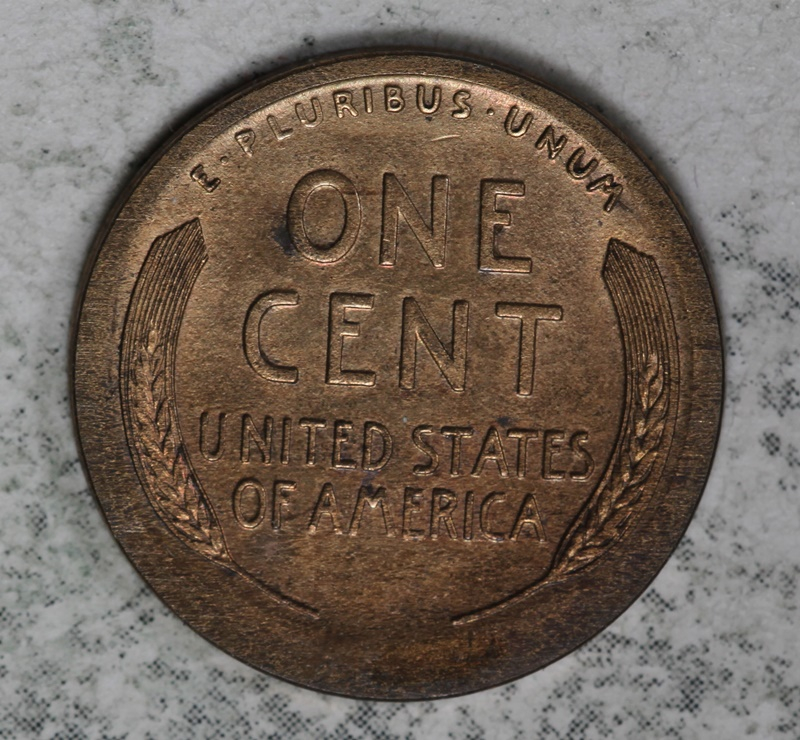 E·PLURIBUS·UNUM
ONE
CENT
UNITED STATES
OF AMERICA